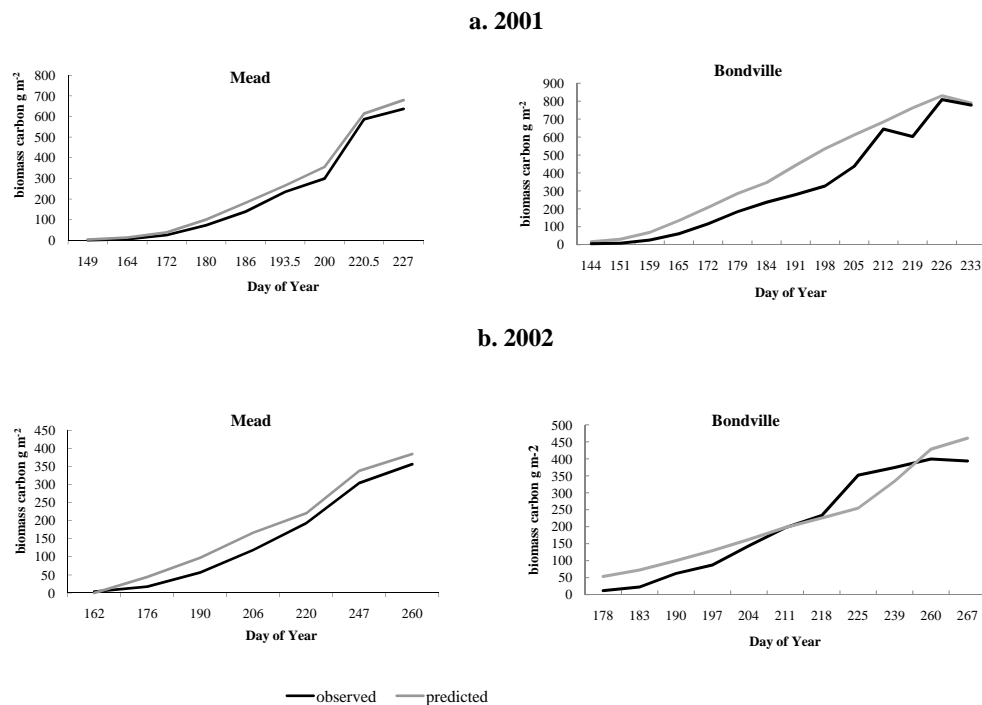 a. 2001
Mead
biomass carbon g m-2
800
700
600
500
400
300
200
100
0
149 164 172 180 186 193.5 200 220.5 227
Day of Year
Bondville
biomass carbon g m-2
900
800
700
600
500
400
300
200
100
0
144 151 159 165 172 179 184 191 198 205 212 219 226 233
Day of Year
b. 2002
Mead
biomass carbon g m-2
450
400
350
300
250
200
150
100
50
0
162 176 190 206 220 247 260
Day of Year
Bondville
biomass carbon g m-2
500
450
400
350
300
250
200
150
100
50
0
178 183 190 197 204 211 218 225 239 260 267
Day of Year
observed predicted